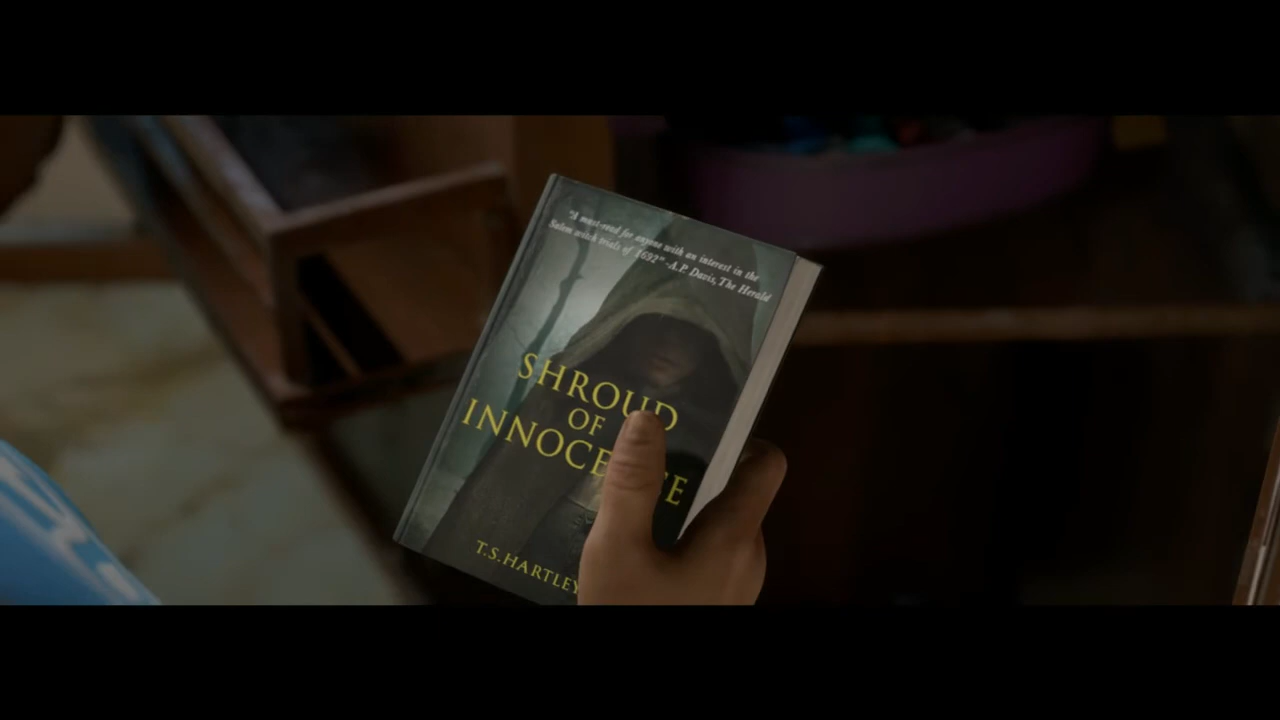 "A must-read for anyone with an interest in the
Salem witch trials of 1692" -A.P. Davis, The Herald
SHROUD
OF
INNOCE CE
T.S.HARTLEY